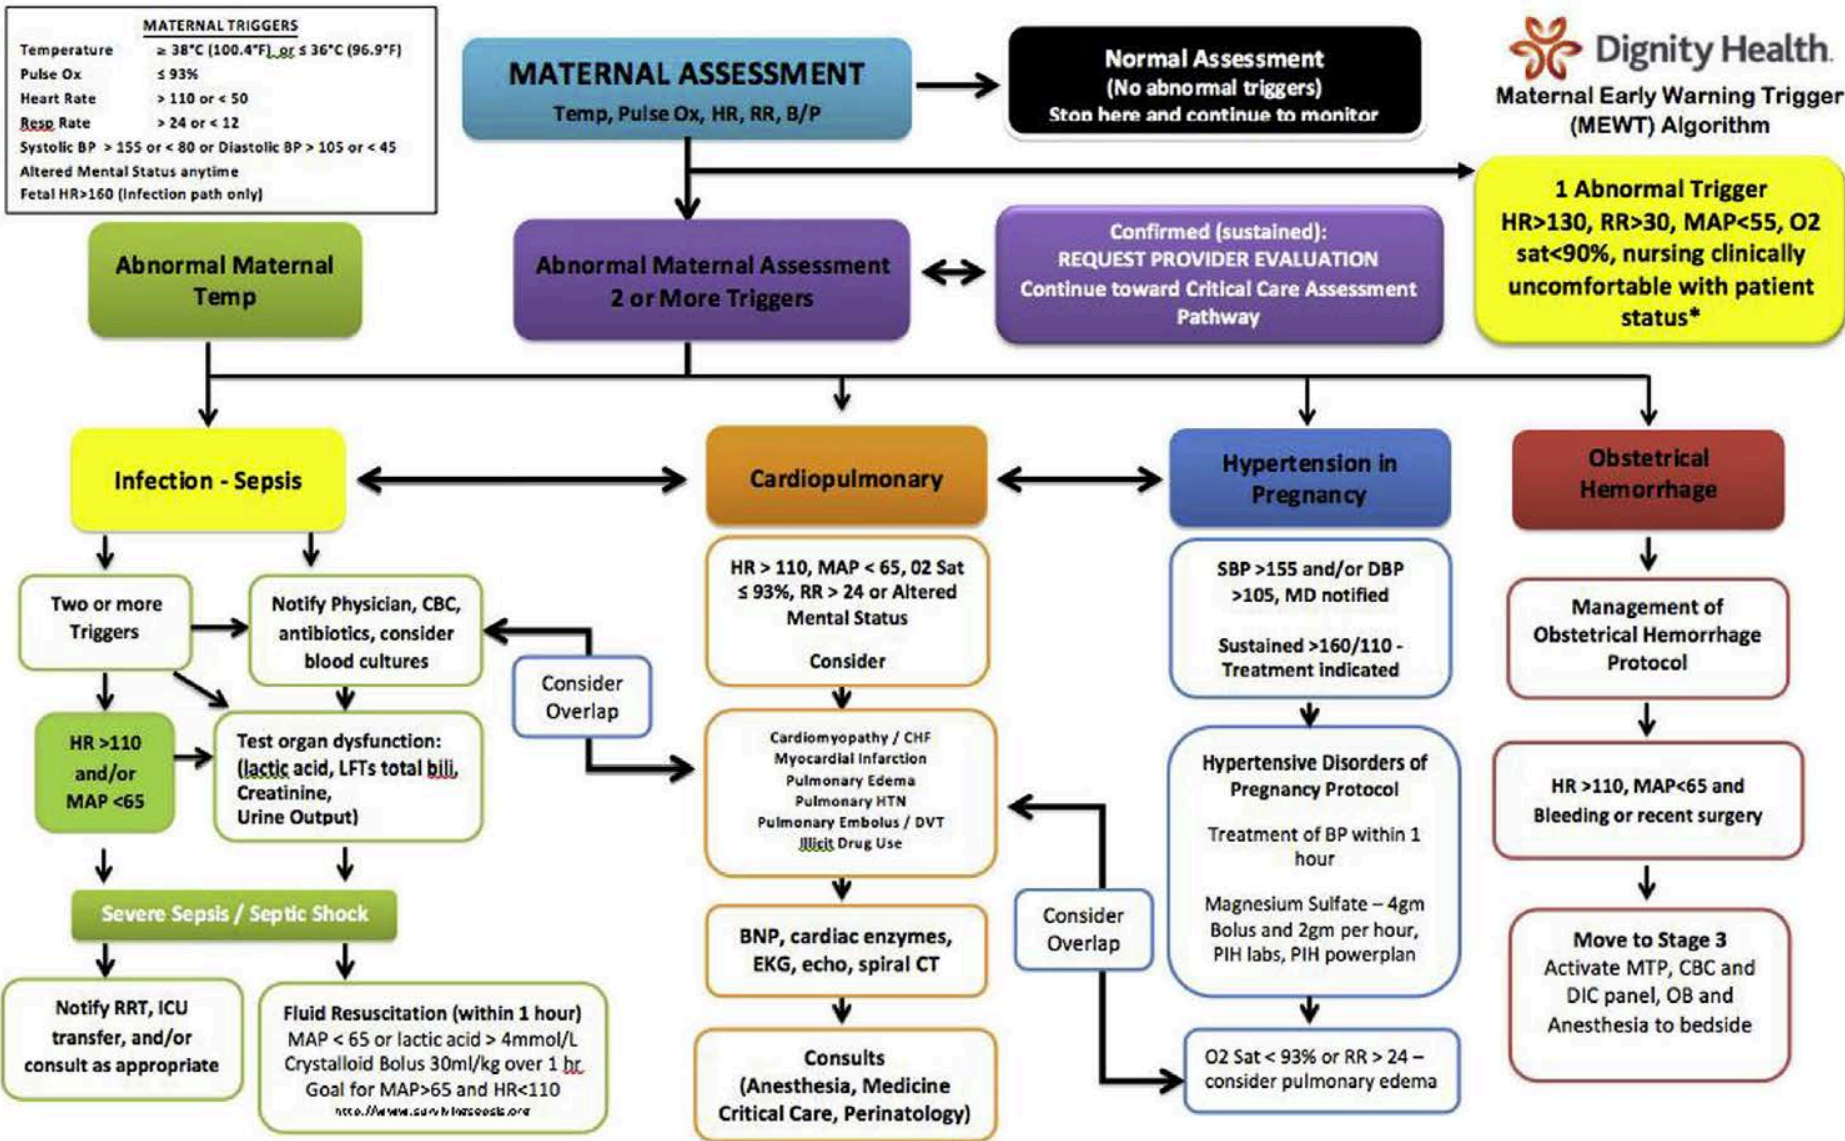 MATERNAL TRIGGERS
Temperature ≥ 38°C (100.4°F), or ≤ 36°C (96.9°F)
Pulse Ox ≤ 93%
Heart Rate > 110 or < 50
Resp Rate > 24 or < 12
Systolic BP > 155 or < 80 or Diastolic BP > 105 or < 45
Altered Mental Status anytime
Fetal HR>160 (Infection path only)
MATERNAL ASSESSMENT
Temp, Pulse Ox, HR, RR, B/P
Normal Assessment
(No abnormal triggers)
Stop here and continue to monitor
Dignity Health.
Maternal Early Warning Trigger
(MEWT) Algorithm
1 Abnormal Trigger
HR>130, RR>30, MAP<55, O2
sat<90%, nursing clinically
uncomfortable with patient
status*
Abnormal Maternal
Temp
Abnormal Maternal Assessment
2 or More Triggers
Confirmed (sustained):
REQUEST PROVIDER EVALUATION
Continue toward Critical Care Assessment
Pathway
Infection - Sepsis
Cardiopulmonary
Hypertension in
Pregnancy
Obstetrical
Hemorrhage
Two or more
Triggers
Notify Physician, CBC,
antibiotics, consider
blood cultures
HR >110
and/or
MAP <65
Test organ dysfunction:
(lactic acid, LFTs total bili,
Creatinine,
Urine Output)
Severe Sepsis / Septic Shock
Notify RRT, ICU
transfer, and/or
consult as appropriate
Fluid Resuscitation (within 1 hour)
MAP < 65 or lactic acid > 4mmol/L
Crystalloid Bolus 30ml/kg over 1 hr
Goal for MAP>65 and HR<110
http://www.survivingsepsis.org
Consider
Overlap
HR > 110, MAP < 65, 02 Sat
≤ 93%, RR > 24 or Altered
Mental Status
Consider
Cardiomyopathy / CHF
Myocardial Infarction
Pulmonary Edema
Pulmonary HTN
Pulmonary Embolus / DVT
Illicit Drug Use
BNP, cardiac enzymes,
EKG, echo, spiral CT
Consults
(Anesthesia, Medicine
Critical Care, Perinatology)
Consider
Overlap
SBP >155 and/or DBP
>105, MD notified
Sustained >160/110 -
Treatment indicated
Hypertensive Disorders of
Pregnancy Protocol
Treatment of BP within 1
hour
Magnesium Sulfate – 4gm
Bolus and 2gm per hour,
PIH labs, PIH powerplan
O2 Sat < 93% or RR > 24 –
consider pulmonary edema
Management of
Obstetrical Hemorrhage
Protocol
HR >110, MAP<65 and
Bleeding or recent surgery
Move to Stage 3
Activate MTP, CBC and
DIC panel, OB and
Anesthesia to bedside